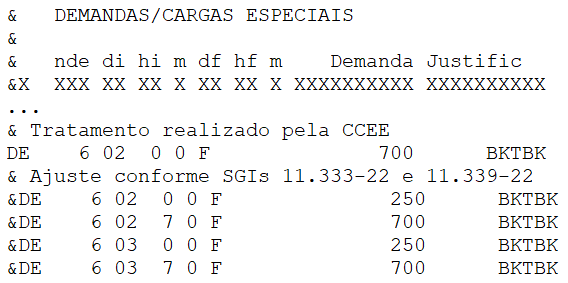 &   DEMANDAS/CARGAS ESPECIAIS
&
&   nde di hi m df hf m    Demanda Justific
&X  XXX XX XX X XX XX X XXXXXXXXXX XXXXXXXXXX
...
& Tratamento realizado pela CCEE
DE    6 02  0 0 F              700      BKTBK
& Ajuste conforme SGIs 11.333-22 e 11.339-22
&DE    6 02  0 0 F              250      BKTBK
&DE    6 02  7 0 F              700      BKTBK
&DE    6 03  0 0 F              250      BKTBK
&DE    6 03  7 0 F              700      BKTBK